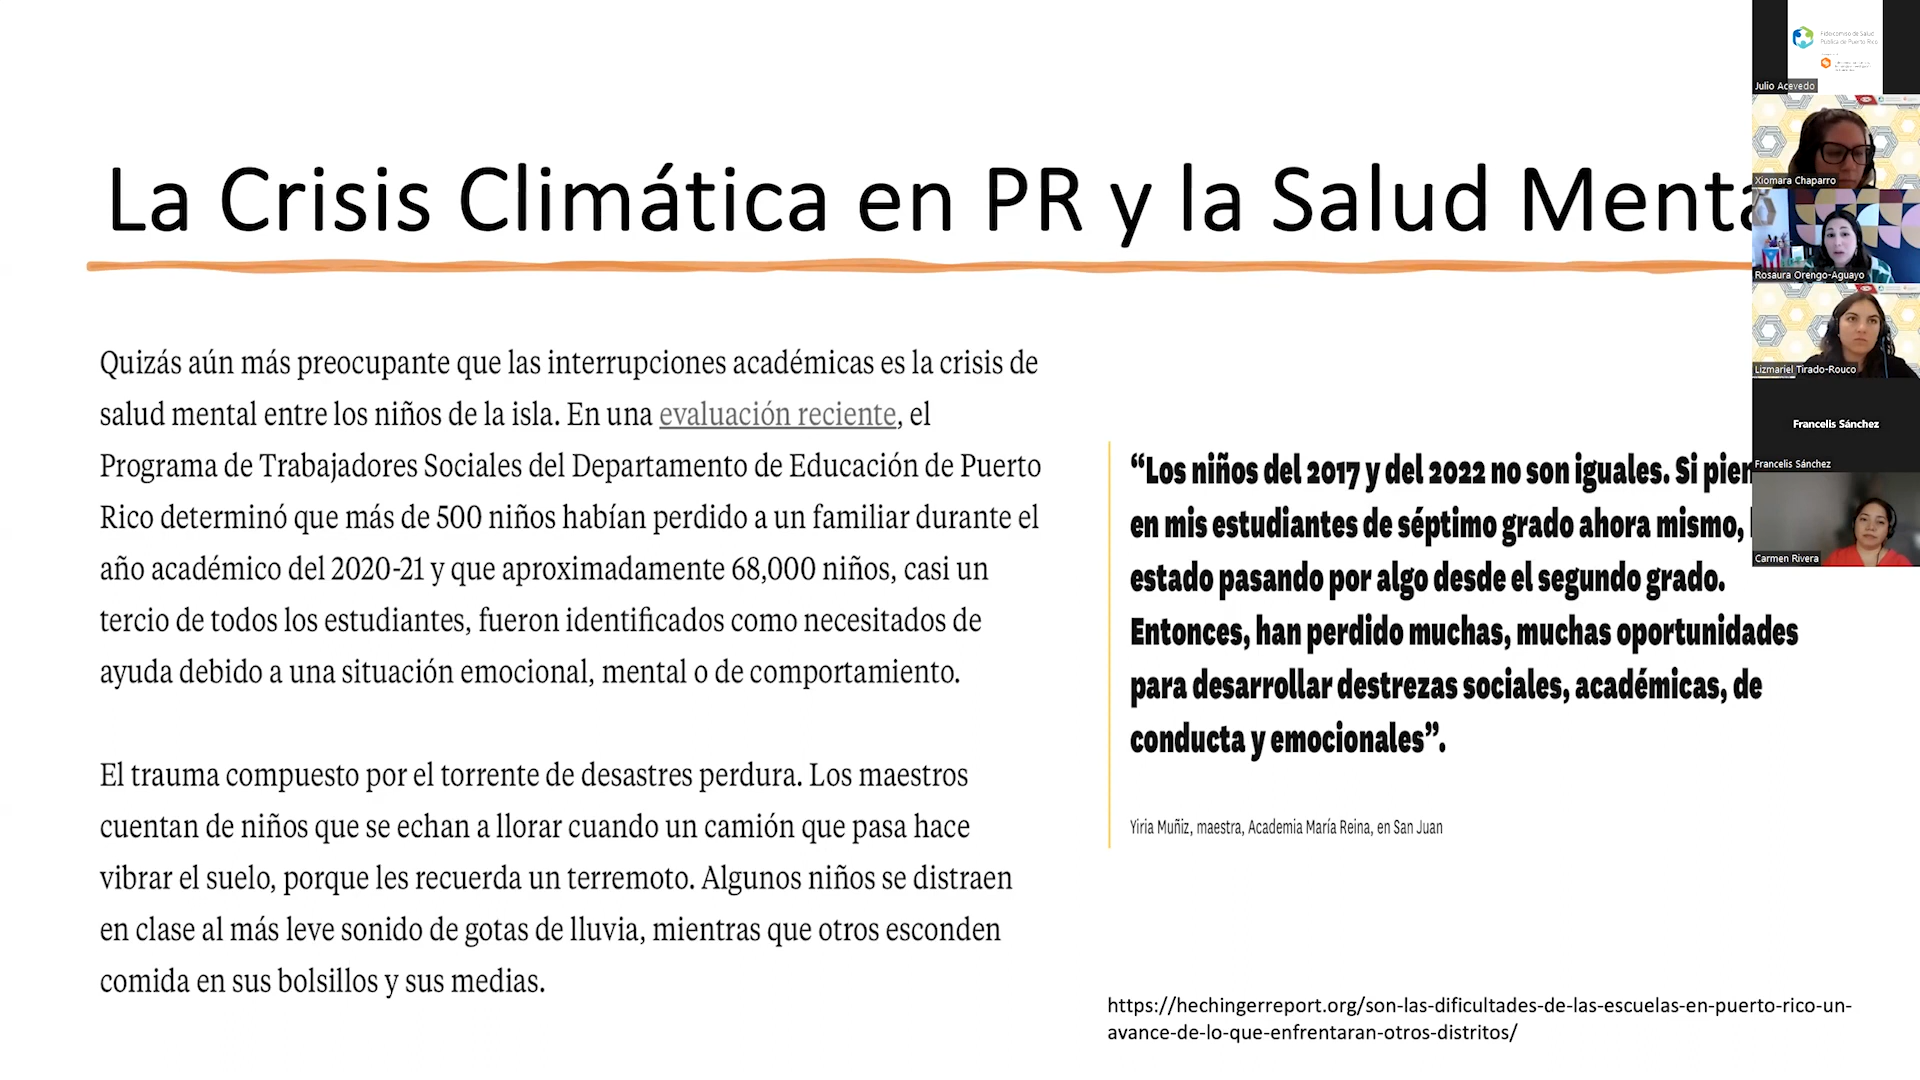 La Crisis Climática en PR y la Salud
Quizás aún más preocupante que las interrupciones académicas es la crisis de
salud mental entre los niños de la isla. En una evaluación reciente, el
Programa de Trabajadores Sociales del Departamento de Educación de Puerto
Rico determinó que más de 500 niños habían perdido a un familiar durante el
año académico del 2020-21 y que aproximadamente 68,000 niños, casi un
tercio de todos los estudiantes, fueron identificados como necesitados de
ayuda debido a una situación emocional, mental o de comportamiento.
El trauma compuesto por el torrente de desastres perdura. Los maestros
cuentan de niños que se echan a llorar cuando un camión que pasa hace
vibrar el suelo, porque les recuerda un terremoto. Algunos niños se distraen
en clase al más leve sonido de gotas de lluvia, mientras que otros esconden
comida en sus bolsillos y sus medias.
“Los niños del 2017 y del 2022 no son iguales. Si
en mis estudiantes de séptimo grado ahora mismo,
estado pasando por algo desde el segundo grado.
Entonces, han perdido muchas, muchas oportunidades
para desarrollar destrezas sociales, académicas, de
conducta y emocionales”.
Yiria Muñiz, maestra, Academia María Reina, en San Juan
https://hechingerreport.org/son-las-dificultades-de-las-escuelas-en-puerto-rico-un-
avance-de-lo-que-enfrentaran-otros-distritos/
Fideicomiso de Salud
Pública de Puerto Rico
Julio Acevedo
Xiomara Chaparro
Rosaura Orengo-Aguayo
Lizmariel Tirado-Rouco
Francelis Sánchez
Francelis Sánchez
Carmen Rivera